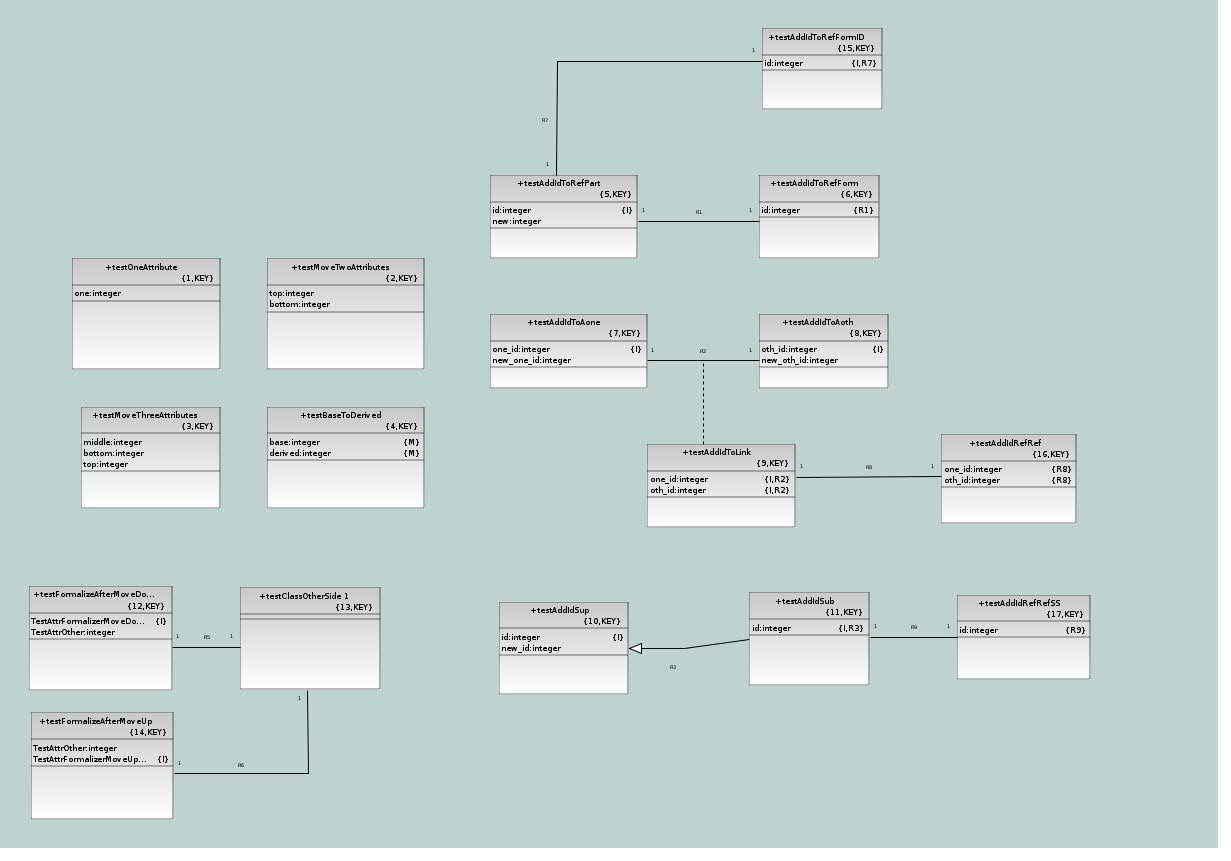 +testAddIdToRefFormID
{15,KEY}
id:integer {I,R7}
1
R7
1
+testAddIdToRefPart
{5,KEY}
id:integer {I}
new:integer
1
R1
1
+testAddIdToRefForm
{6,KEY}
id:integer {R1}
+testOneAttribute
{1,KEY}
one:integer
+testMoveTwoAttributes
{2,KEY}
top:integer
bottom:integer
+testAddIdToAone
{7,KEY}
one_id:integer {I}
new_one_id:integer
1
R2
1
+testAddIdToAoth
{8,KEY}
oth_id:integer {I}
new_oth_id:integer
+testMoveThreeAttributes
{3,KEY}
middle:integer
bottom:integer
top:integer
+testBaseToDerived
{4,KEY}
base:integer {M}
derived:integer {M}
+testAddIdToLink
{9,KEY}
one_id:integer {I,R2}
oth_id:integer {I,R2}
1
R8
1
+testAddIdRefRef
{16,KEY}
one_id:integer {R8}
oth_id:integer {R8}
+testFormalizeAfterMoveDo...
{12,KEY}
TestAttrFormalizerMoveDo... {I}
TestAttrOther:integer
1
R5
1
+testClassOtherSide 1
{13,KEY}
1
+testAddIdSup
{10,KEY}
id:integer {I}
new_id:integer
R3
+testAddIdSub
{11,KEY}
id:integer {I,R3}
1
R9
1
+testAddIdRefRefSS
{17,KEY}
id:integer {R9}
+testFormalizeAfterMoveUp
{14,KEY}
TestAttrOther:integer
TestAttrFormalizerMoveUp... {I}
1
R6